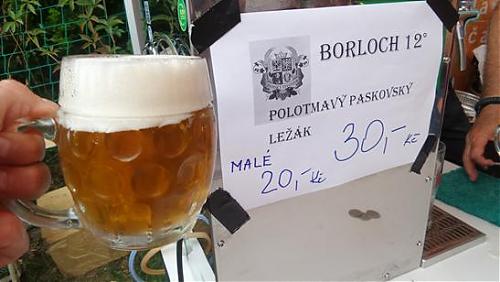 BORLOCH 12°
POLOTMAVÝ PASKOVSKÝ
LEŽÁK
30,- Kč
MALÉ
20,- Kč